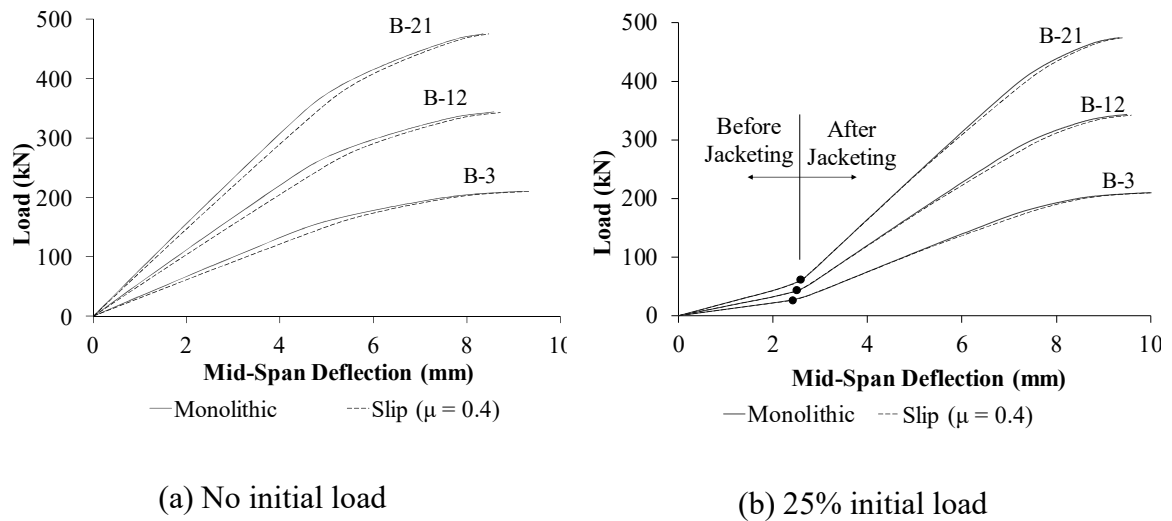 500
400
300
200
100
0
Load (kN)
B-21
B-12
B-3
0 2 4 6 8 10
Mid-Span Deflection (mm)
Monolithic Slip (μ = 0.4)
(a) No initial load
500
400
300
200
100
0
Load (kN)
B-21
B-12
B-3
Before
Jacketing
After
Jacketing
0 2 4 6 8 10
Mid-Span Deflection (mm)
Monolithic Slip (μ = 0.4)
(b) 25% initial load